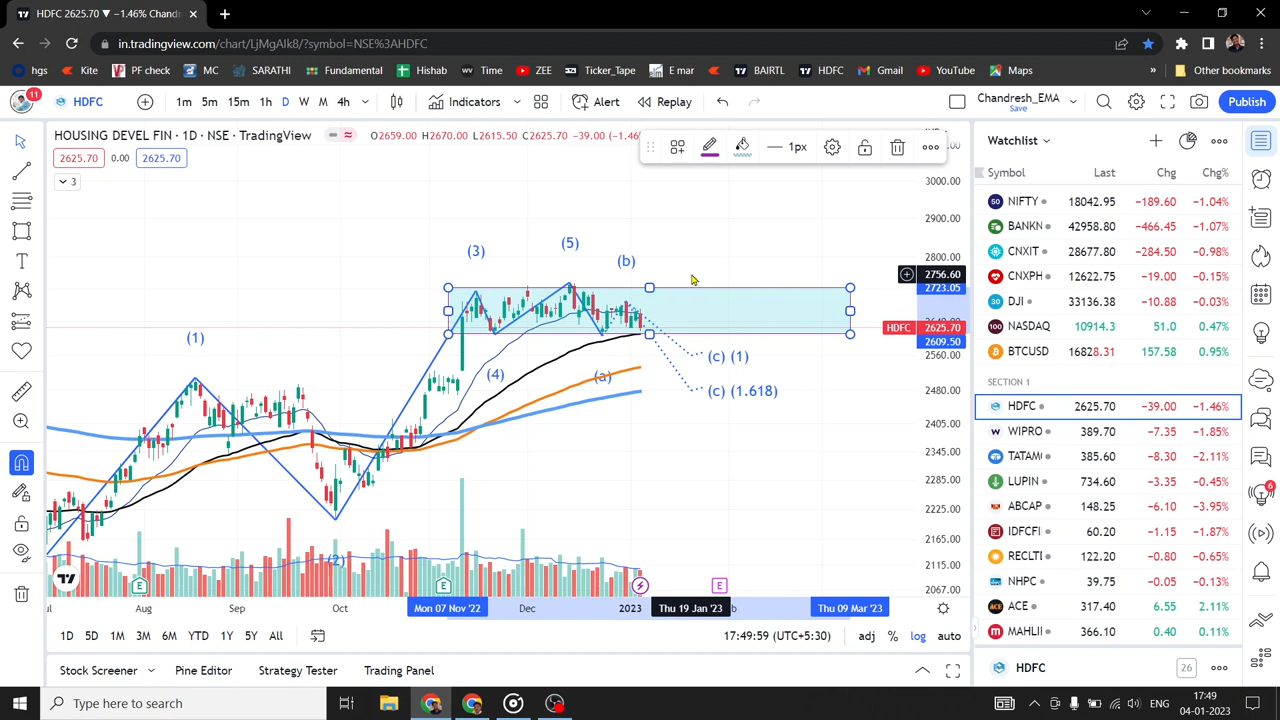 HDFC 2625.70 ▼ −1.46% Chandr
in.tradingview.com/chart/LjMgAlk8/?symbol=NSE%3AHDFC
hgs Kite PF check MC SARATHI Fundamental Hishab Time ZEE Ticker_Tape E mar BAIRTL HDFC Gmail YouTube Maps » Other bookmarks
11 HDFC 1m 5m 15m 1h D W M 4h Indicators Alert Replay Chandresh_EMA Save Publish
HOUSING DEVEL FIN · 1D · NSE · TradingView O2659.00 H2670.00 L2615.50 C2625.70 −39.00 (−1.46%
2625.70 0.00 2625.70
3
1px
3000.00
2900.00
2800.00
2756.60
2723.05
HDFC 2625.70
2609.50
2560.00
2480.00
2405.00
2345.00
2285.00
2225.00
2165.00
2115.00
2067.00
(1)
(2)
(3)
(4)
(5)
(a)
(b)
(c) (1)
(c) (1.618)
E E E
Aug Sep Oct Mon 07 Nov '22 Dec 2023 Thu 19 Jan '23 Thu 09 Mar '23
1D 5D 1M 3M 6M YTD 1Y 5Y All 17:49:59 (UTC+5:30) adj % log auto
Stock Screener Pine Editor Strategy Tester Trading Panel
Watchlist
Symbol Last Chg Chg%
NIFTY 18042.95 −189.60 −1.04%
BANKN 42958.80 −466.45 −1.07%
CNXIT 28677.80 −284.50 −0.98%
CNXPH 12622.75 −19.00 −0.15%
DJI 33136.38 −10.88 −0.03%
NASDAQ 10914.3 51.0 0.47%
BTCUSD 16828.31 157.58 0.95%
SECTION 1
HDFC 2625.70 −39.00 −1.46%
WIPRO 389.70 −7.35 −1.85%
TATAM 385.60 −8.30 −2.11%
LUPIN 734.60 −3.35 −0.45%
ABCAP 148.25 −6.10 −3.95%
IDFCFI 60.20 −1.15 −1.87%
RECLTI 122.20 −0.80 −0.65%
NHPC 39.75 −0.05 −0.13%
ACE 317.40 6.55 2.11%
MAHLII 366.10 0.40 0.11%
HDFC 26
6
Type here to search
ENG 17:49
04-01-2023